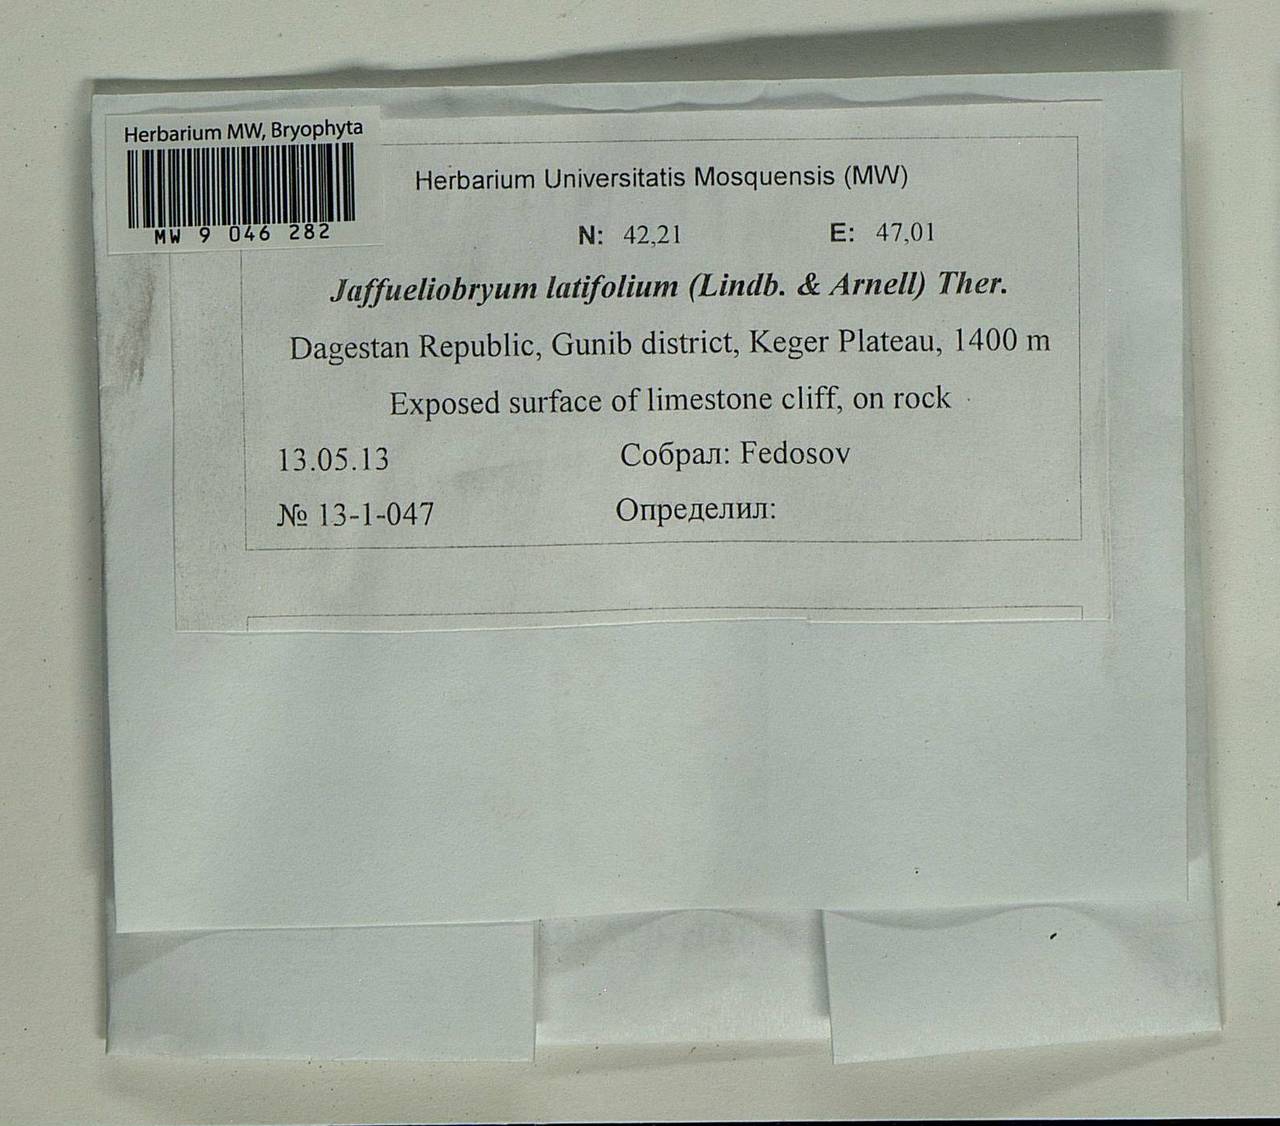 Herbarium MW, Bryophyta
MW 9 046 282
Herbarium Universitatis Mosquensis (MW)
N: 42,21 E: 47,01
Jaffueliobryum latifolium (Lindb. & Arnell) Ther.
Dagestan Republic, Gunib district, Keger Plateau, 1400 m
Exposed surface of limestone cliff, on rock
13.05.13 Собрал: Fedosov
№ 13-1-047 Определил: